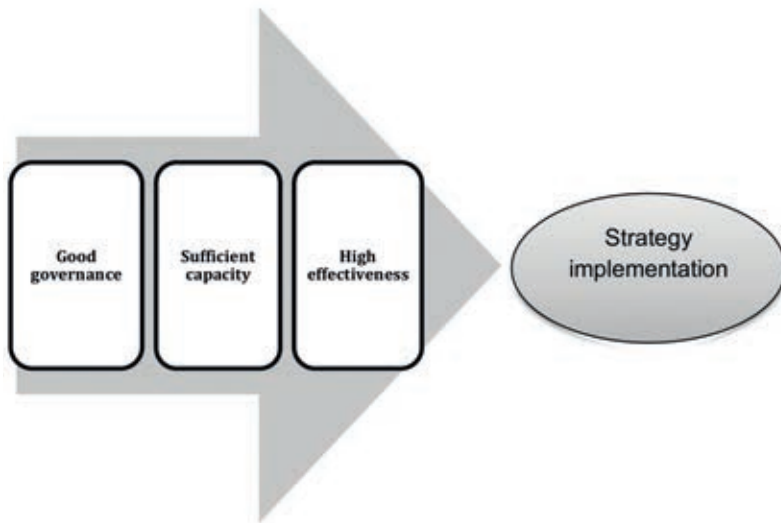 Good
governance
Sufficient
capacity
High
effectiveness
Strategy
implementation